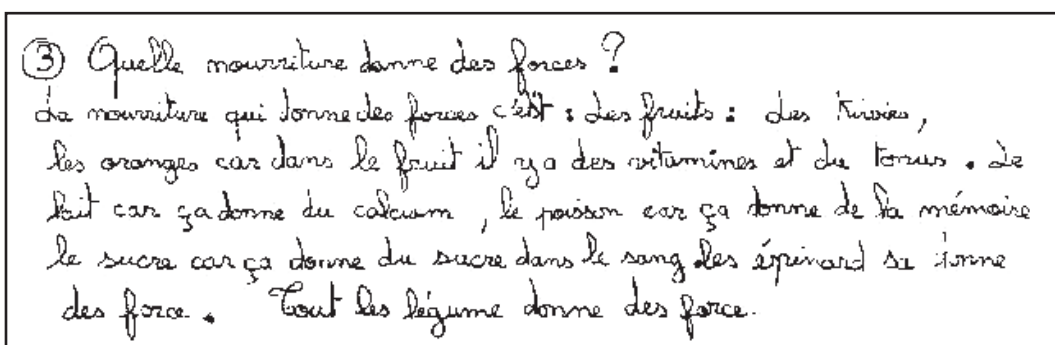 ③ Quelle nourriture donne des forces ?
La nourriture qui donne des forces c'est : des fruits : des kiwies,
les oranges car dans le fruit il y a des vitamines et du tonus. Le
lait car ça donne du calcium, le poisson car ça donne de la mémoire
le sucre car ça donne du sucre dans le sang les épinard sa donne
des force. Tout les légume donne des force.